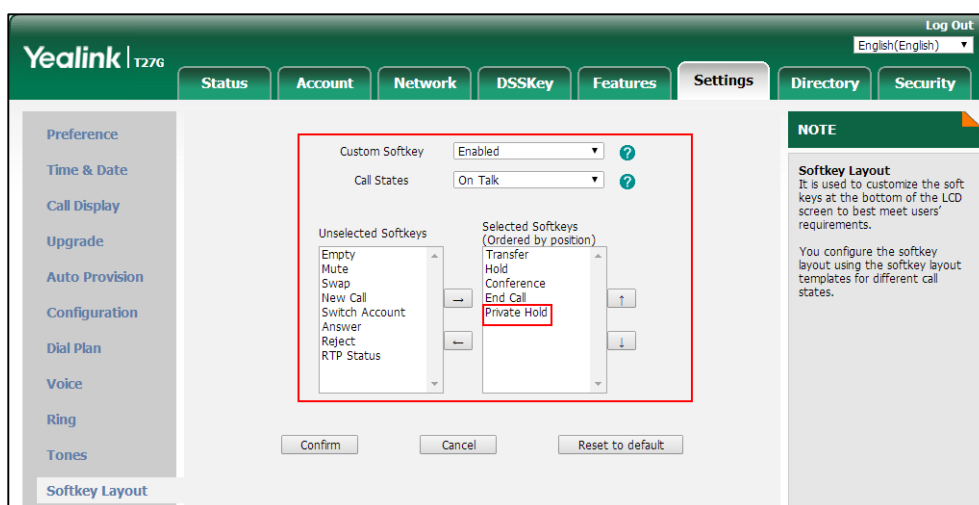 Log Out
English(English)
Yealink | T27G
Status
Account
Network
DSSKey
Features
Settings
Directory
Security
Preference
Time & Date
Call Display
Upgrade
Auto Provision
Configuration
Dial Plan
Voice
Ring
Tones
Softkey Layout
Custom Softkey
Enabled
?
Call States
On Talk
?
Unselected Softkeys
Empty
Mute
Swap
New Call
Switch Account
Answer
Reject
RTP Status
→
←
Selected Softkeys
(Ordered by position)
Transfer
Hold
Conference
End Call
Private Hold
↑
↓
Confirm
Cancel
Reset to default
NOTE
Softkey Layout
It is used to customize the soft
keys at the bottom of the LCD
screen to best meet users'
requirements.
You configure the softkey
layout using the softkey layout
templates for different call
states.